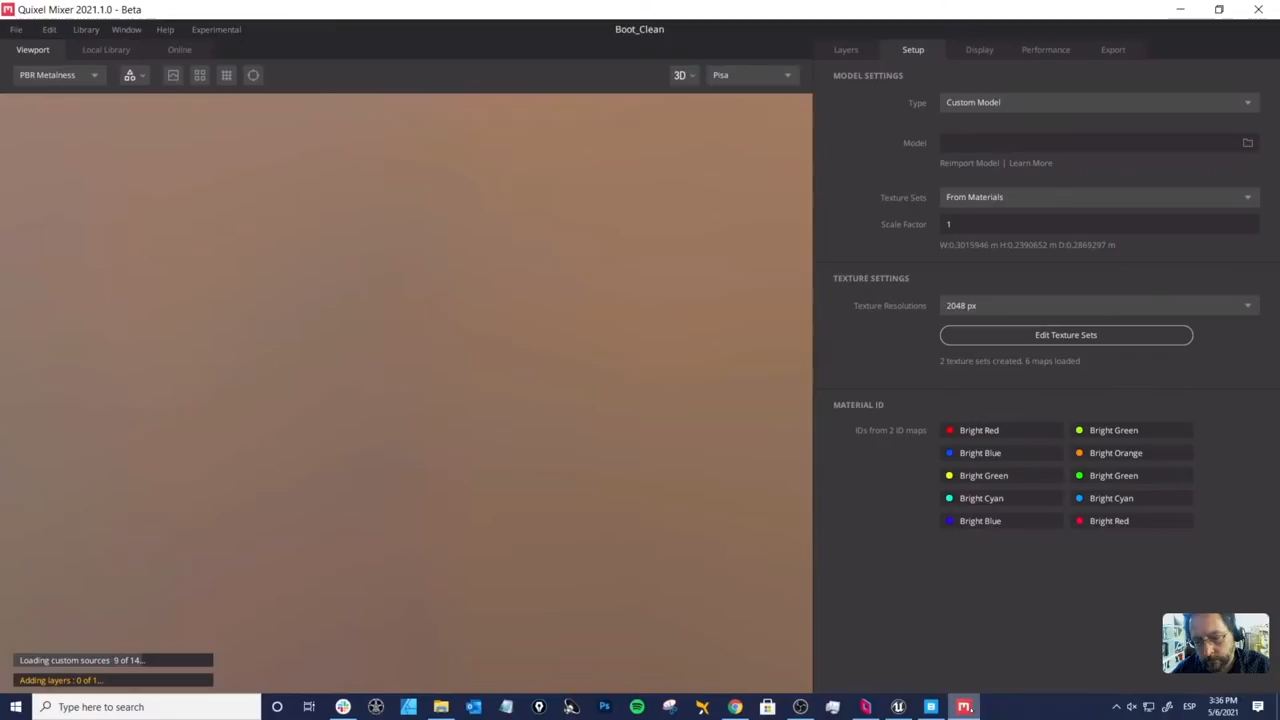 Quixel Mixer 2021.1.0 - Beta
File Edit Library Window Help Experimental
Boot_Clean
Viewport Local Library Online
Layers Setup Display Performance Export
PBR Metalness
3D
Pisa
MODEL SETTINGS
Type Custom Model
Model
Reimport Model | Learn More
Texture Sets From Materials
Scale Factor 1
W:0.3015946 m H:0.2390652 m D:0.2869297 m
TEXTURE SETTINGS
Texture Resolutions 2048 px
Edit Texture Sets
2 texture sets created. 6 maps loaded
MATERIAL ID
IDs from 2 ID maps Bright Red Bright Green
Bright Blue Bright Orange
Bright Green Bright Green
Bright Cyan Bright Cyan
Bright Blue Bright Red
Loading custom sources 9 of 14...
Adding layers : 0 of 1...
Type here to search
Ps
ESP
3:36 PM
5/6/2021